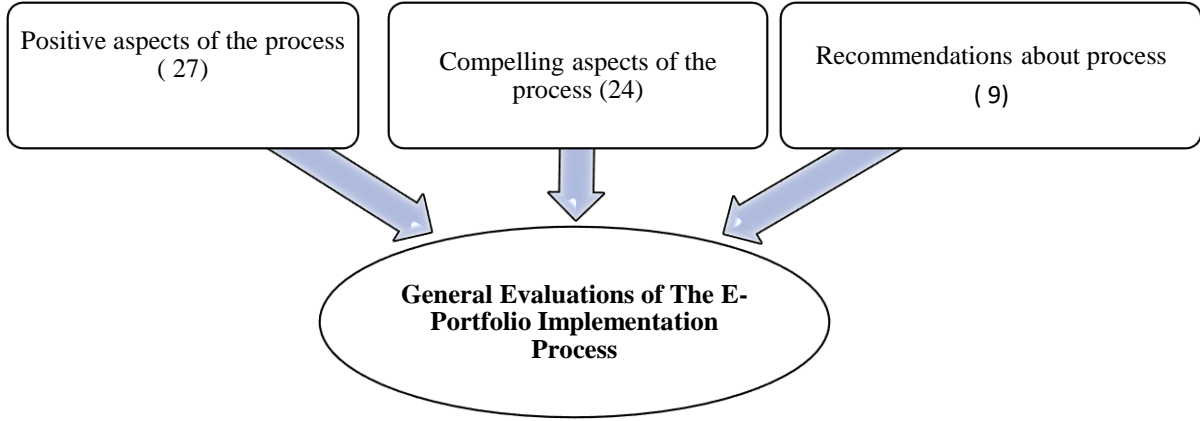 Positive aspects of the process
( 27)
Compelling aspects of the
process (24)
Recommendations about process
( 9)
General Evaluations of The E-
Portfolio Implementation
Process